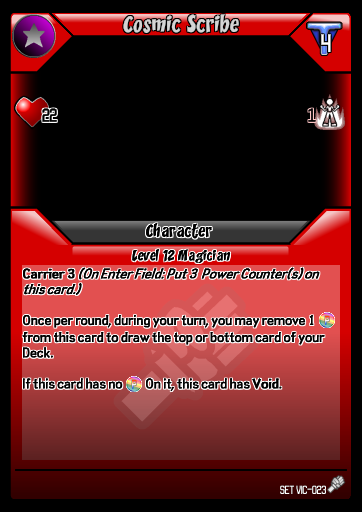 Cosmic Scribe
4
22
1
Character
Level 12 Magician
Carrier 3 (On Enter Field: Put 3 Power Counter(s) on
this card.)
Once per round, during your turn, you may remove 1 P
from this card to draw the top or bottom card of your
Deck.
If this card has no P On it, this card has Void.
SET VIC-023